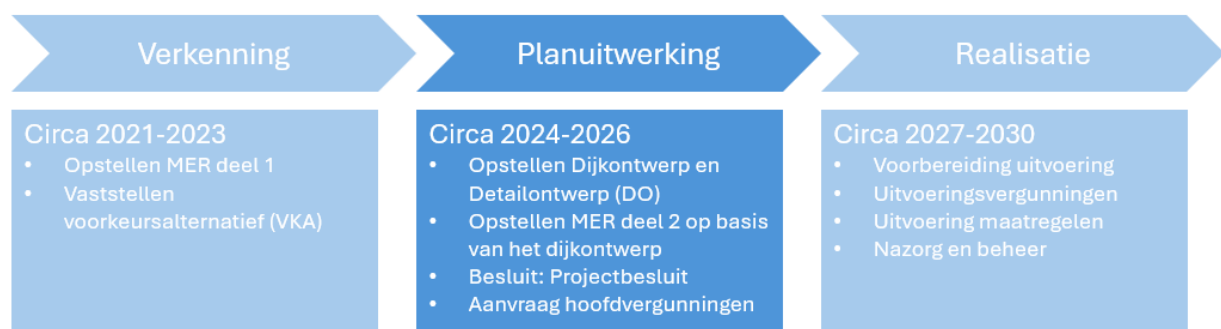 Verkenning
Planuitwerking
Realisatie
Circa 2021-2023
• Opstellen MER deel 1
• Vaststellen
voorkeursalternatief (VKA)
Circa 2024-2026
• Opstellen Dijkontwerp en
Detailontwerp (DO)
• Opstellen MER deel 2 op basis
van het dijkontwerp
• Besluit: Projectbesluit
• Aanvraag hoofdvergunningen
Circa 2027-2030
• Voorbereiding uitvoering
• Uitvoeringsvergunningen
• Uitvoering maatregelen
• Nazorg en beheer